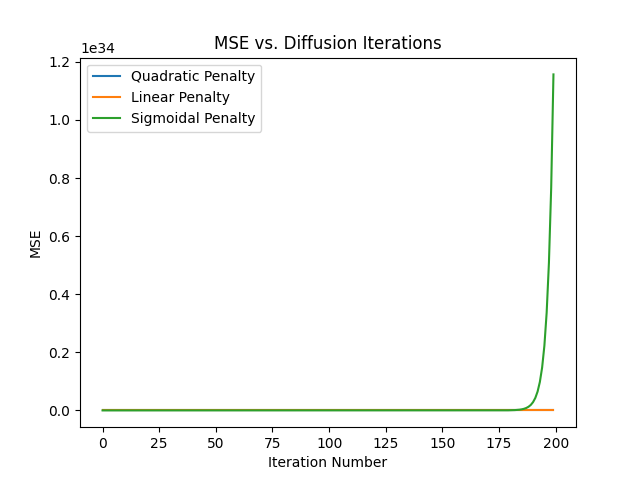 MSE vs. Diffusion Iterations
1e34
Quadratic Penalty
Linear Penalty
Sigmoidal Penalty
1.2
1.0
0.8
0.6
0.4
0.2
0.0
MSE
0 25 50 75 100 125 150 175 200
Iteration Number